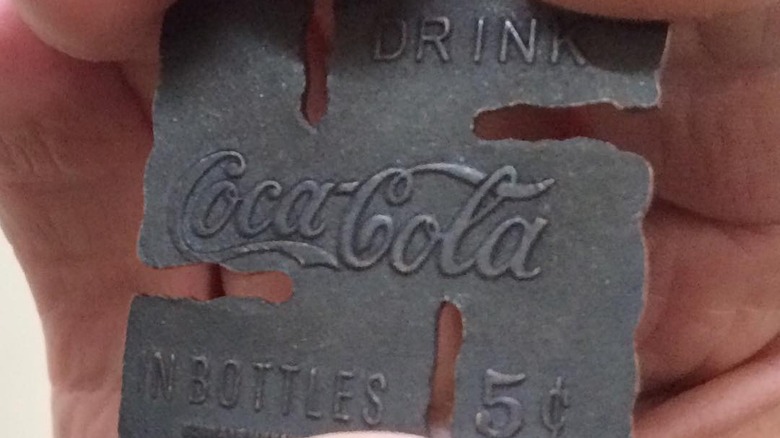 DRINK
Coca-Cola
IN BOTTLES 5¢